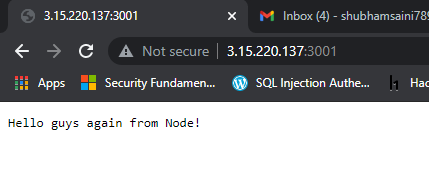 3.15.220.137:3001
Inbox (4) - shubhamsaini789
Not secure 3.15.220.137:3001
Apps Security Fundamen... SQL Injection Authe... h1 Hac
Hello guys again from Node!